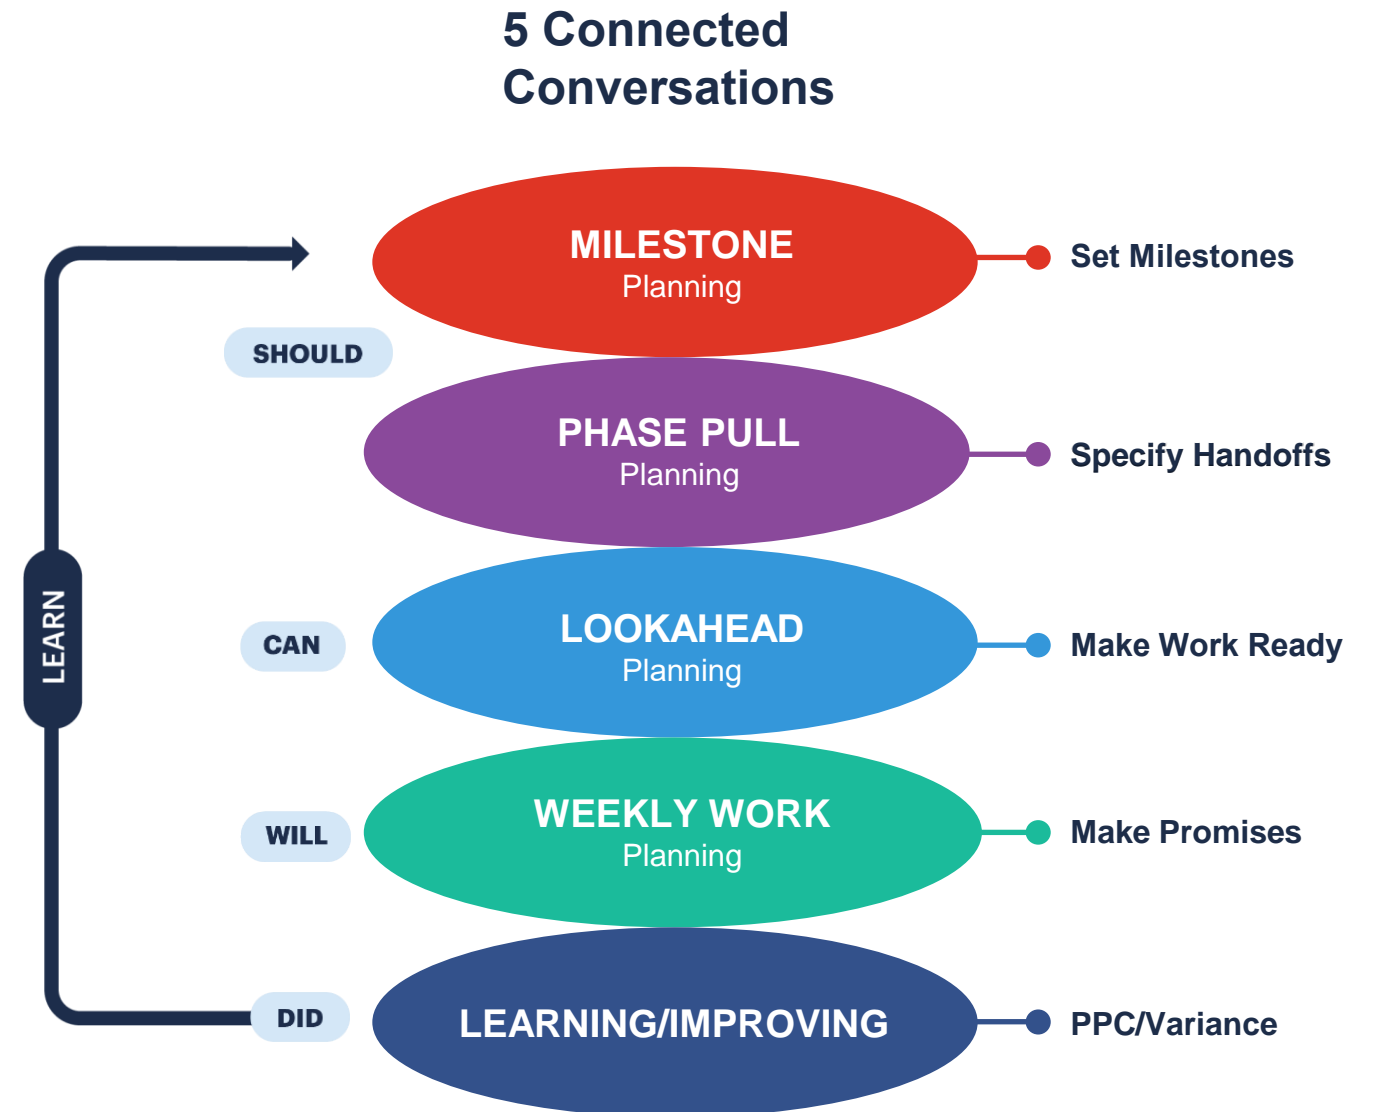 5 Connected
Conversations
MILESTONE
Planning
Set Milestones
SHOULD
PHASE PULL
Planning
Specify Handoffs
LEARN
CAN
LOOKAHEAD
Planning
Make Work Ready
WILL
WEEKLY WORK
Planning
Make Promises
DID
LEARNING/IMPROVING
PPC/Variance